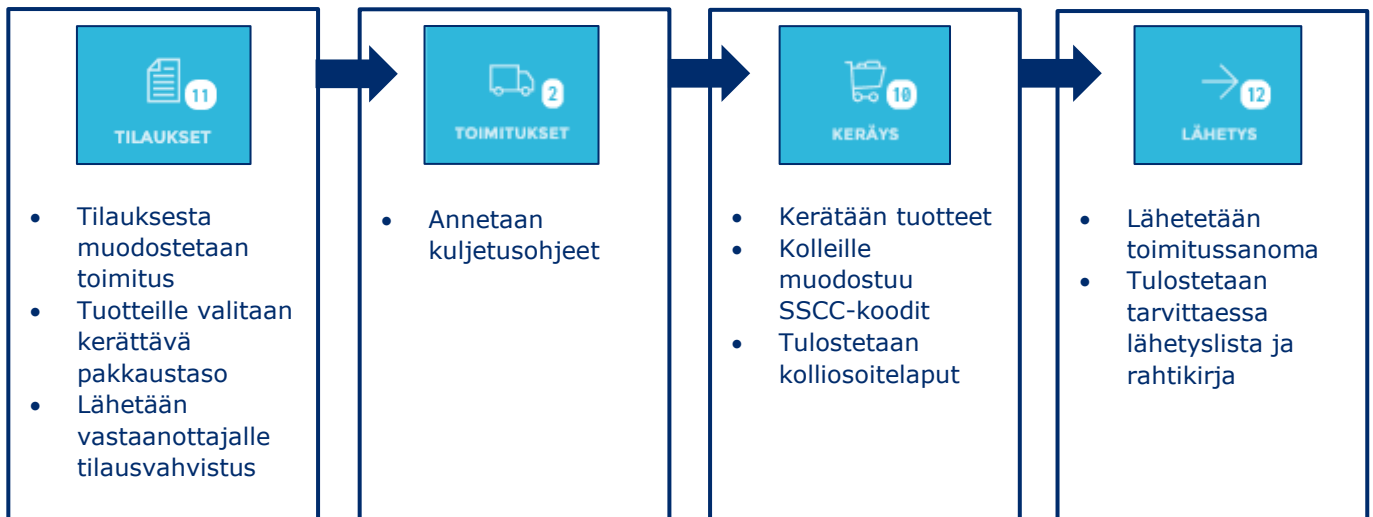 11
TILAUKSET
• Tilauksesta
muodostetaan
toimitus
• Tuotteille valitaan
kerättävä
pakkaustaso
• Lähetään
vastaanottajalle
tilausvahvistus
2
TOIMITUKSET
• Annetaan
kuljetusohjeet
10
KERÄYS
• Kerätään tuotteet
• Kolleille
muodostuu
SSCC-koodit
• Tulostetaan
kolliosoitelaput
12
LÄHETYS
• Lähetetään
toimitussanoma
• Tulostetaan
tarvittaessa
lähetyslista ja
rahtikirja